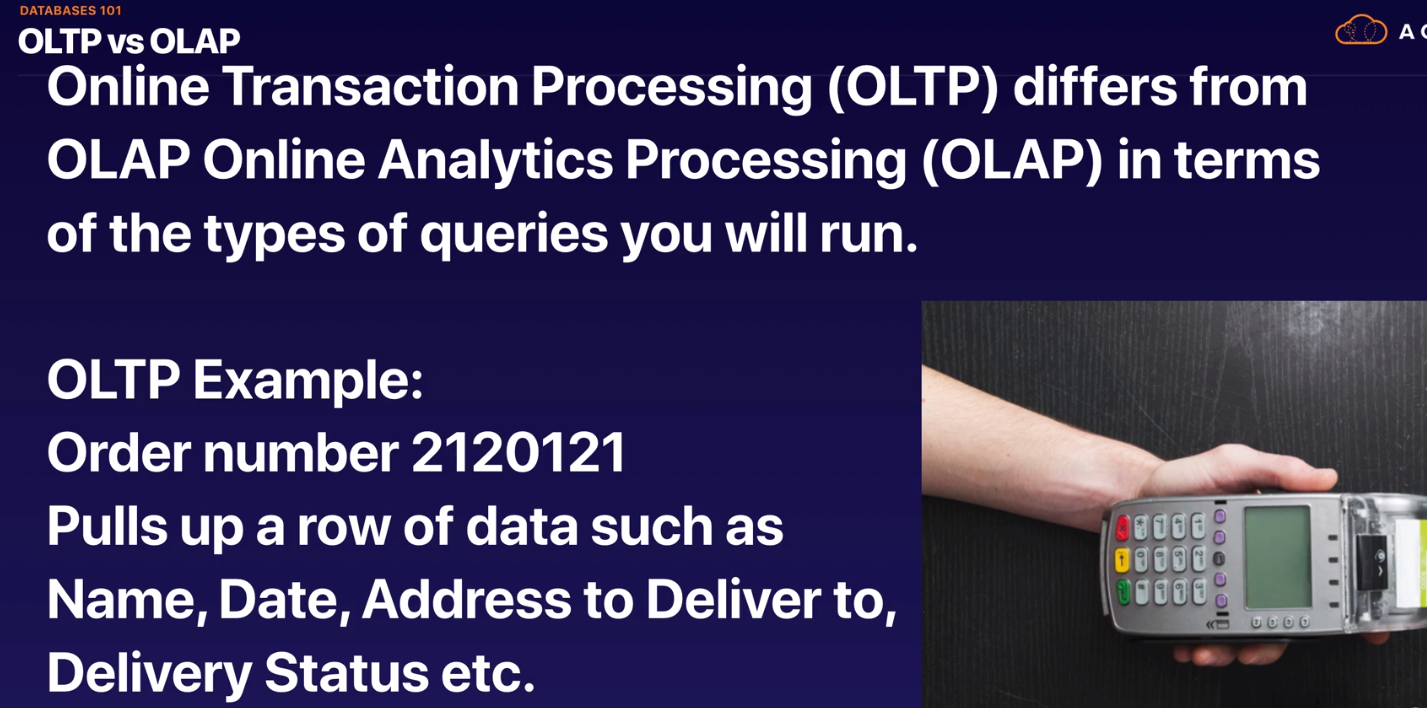 DATABASES 101
OLTP vs OLAP
Online Transaction Processing (OLTP) differs from
OLAP Online Analytics Processing (OLAP) in terms
of the types of queries you will run.
OLTP Example:
Order number 2120121
Pulls up a row of data such as
Name, Date, Address to Deliver to,
Delivery Status etc.